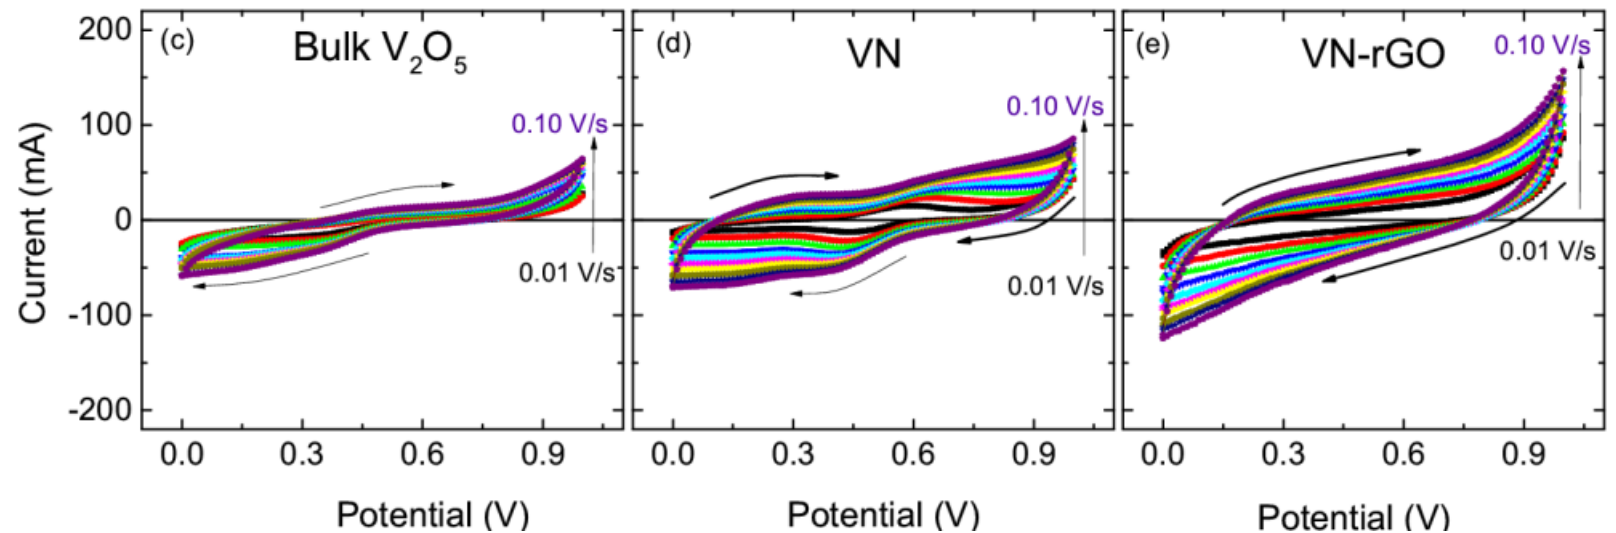 (c) Bulk V₂O₅
(d) VN
(e) VN-rGO
0.10 V/s
0.10 V/s
0.10 V/s
0.01 V/s
0.01 V/s
0.01 V/s
Current (mA)
200
100
0
-100
-200
0.0 0.3 0.6 0.9
0.0 0.3 0.6 0.9
0.0 0.3 0.6 0.9
Potential (V)
Potential (V)
Potential (V)